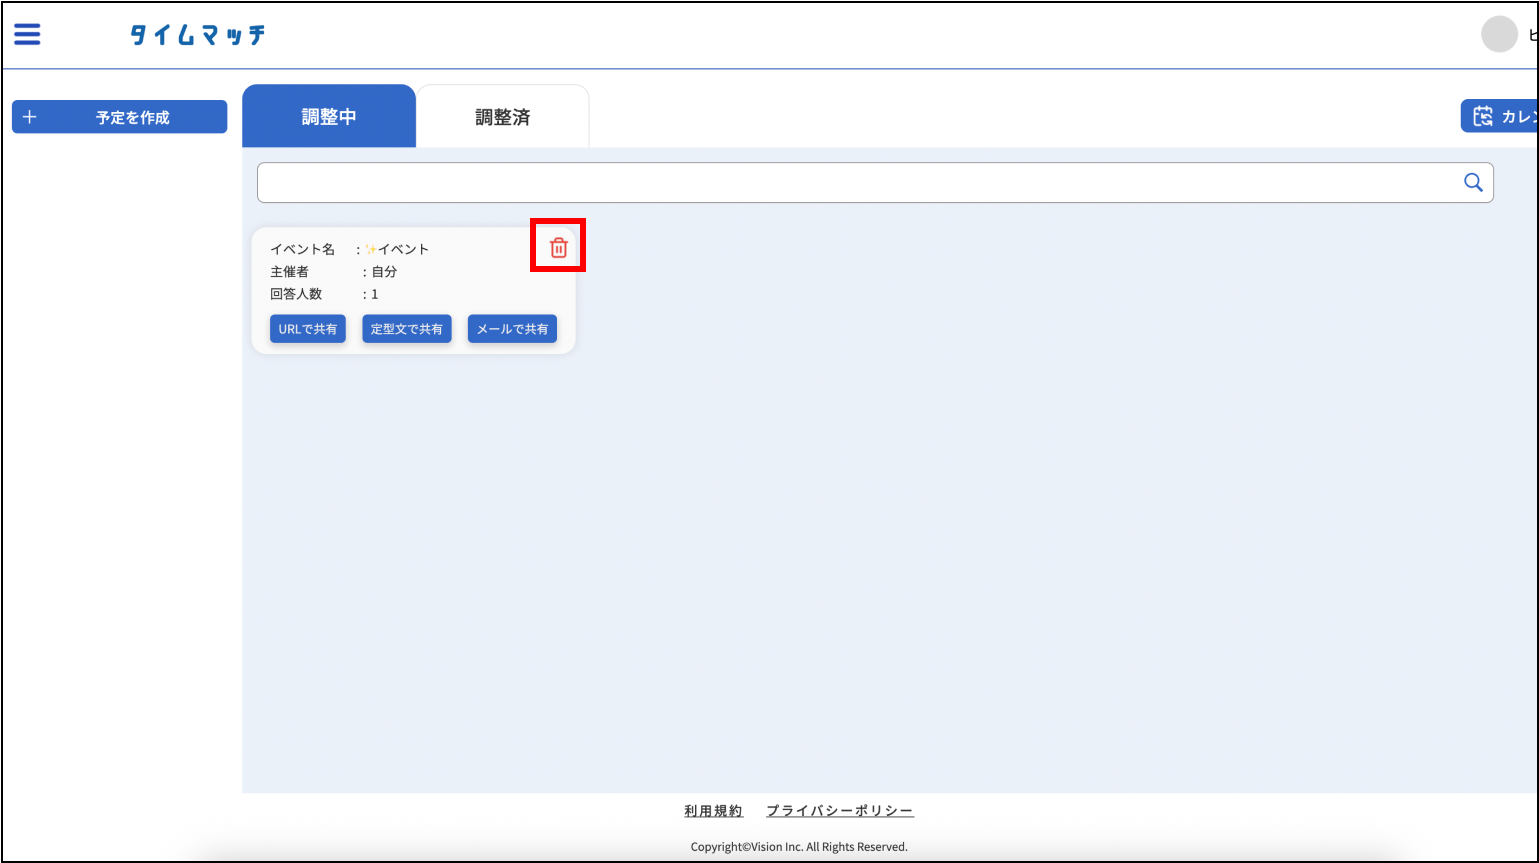 タイムマッチ
予定を作成
調整中
調整済
カレン
イベント名 : ✨イベント
主催者 : 自分
回答人数 : 1
URLで共有
定型文で共有
メールで共有
利用規約 プライバシーポリシー
Copyright©Vision Inc. All Rights Reserved.